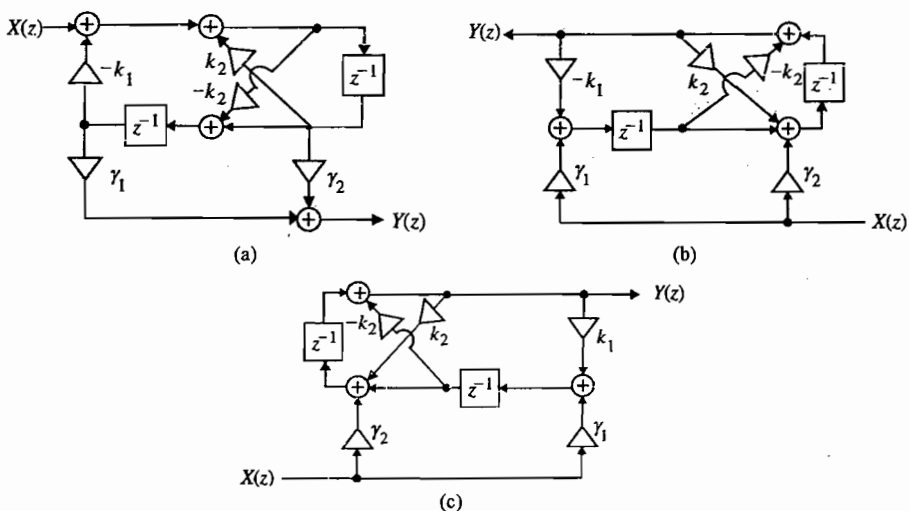 X(z) k₂ z⁻¹
−k₁ −k₂
z⁻¹
γ₁ γ₂
Y(z)
(a)
Y(z)
−k₁ k₂ −k₂ z⁻¹
z⁻¹
γ₁ γ₂
X(z)
(b)
Y(z)
z⁻¹ −k₂ k₂ k₁
z⁻¹
γ₂ γ₁
X(z)
(c)